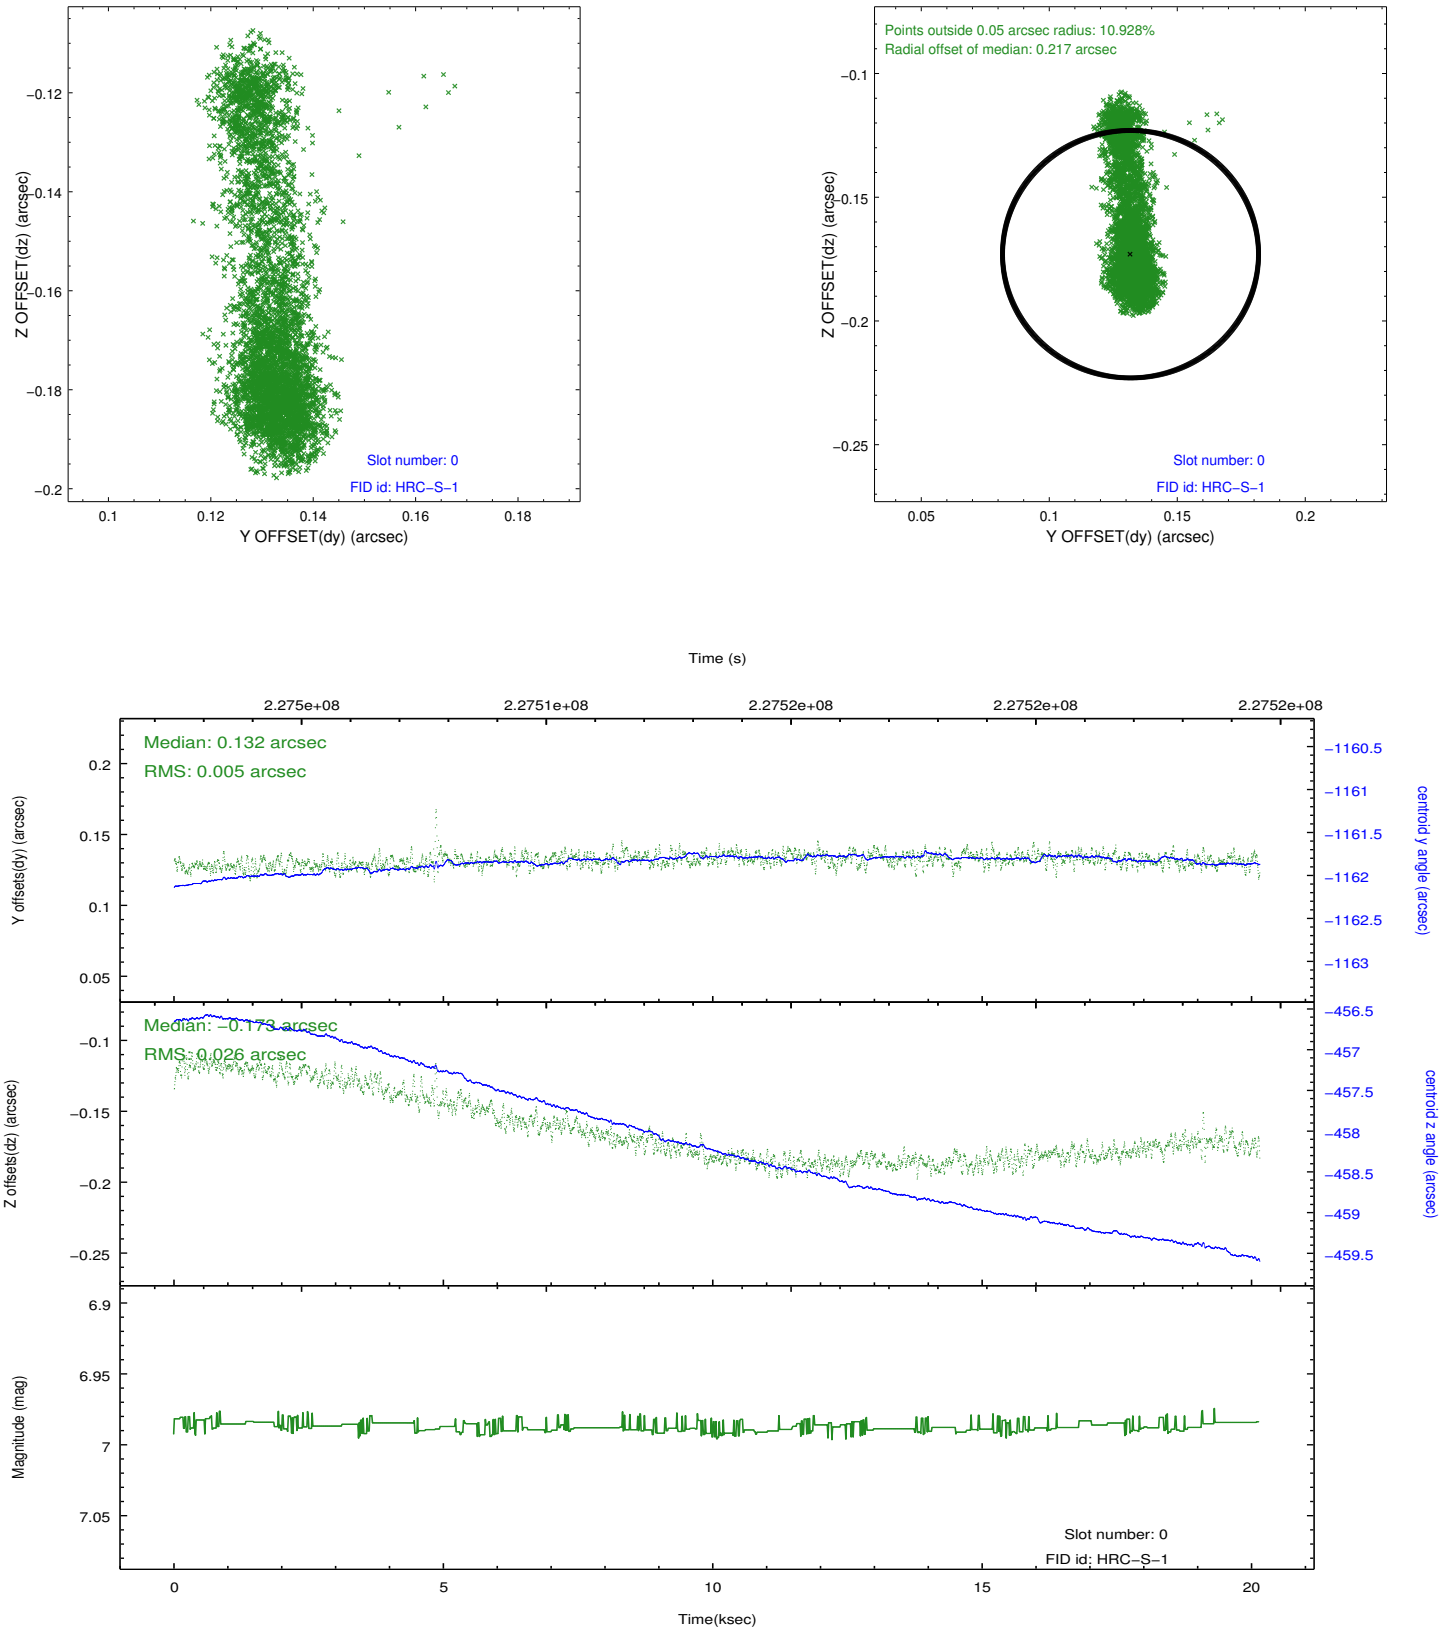 −0.12
−0.14
−0.16
−0.18
−0.2
Z OFFSET(dz) (arcsec)
0.1
0.12
0.14
0.16
0.18
Y OFFSET(dy) (arcsec)
Slot number: 0
FID id: HRC−S−1
Points outside 0.05 arcsec radius: 10.928%
Radial offset of median: 0.217 arcsec
−0.1
−0.15
−0.2
−0.25
Z OFFSET(dz) (arcsec)
0.05
0.1
0.15
0.2
Y OFFSET(dy) (arcsec)
Slot number: 0
FID id: HRC−S−1
Time (s)
2.275e+08
2.2751e+08
2.2752e+08
2.2752e+08
2.2752e+08
Median: 0.132 arcsec
RMS: 0.005 arcsec
0.2
0.15
0.1
0.05
Y offsets(dy) (arcsec)
−1160.5
−1161
−1161.5
−1162
−1162.5
−1163
centroid y angle (arcsec)
Median: −0.173 arcsec
RMS: 0.026 arcsec
−0.1
−0.15
−0.2
−0.25
Z offsets(dz) (arcsec)
−456.5
−457
−457.5
−458
−458.5
−459
−459.5
centroid z angle (arcsec)
6.9
6.95
7
7.05
Magnitude (mag)
Slot number: 0
FID id: HRC−S−1
0
5
10
15
20
Time(ksec)